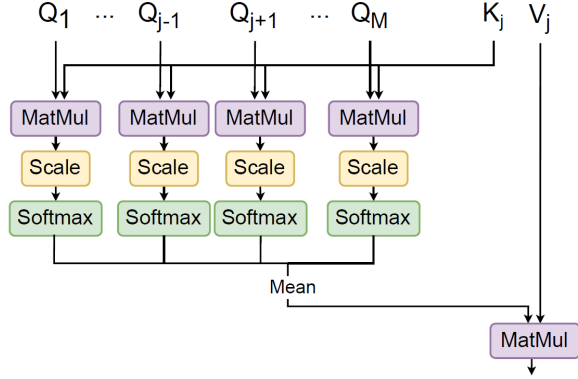 Q1 ... Qj-1 Qj+1 ... QM Kj Vj
MatMul MatMul MatMul MatMul
Scale Scale Scale Scale
Softmax Softmax Softmax Softmax
Mean
MatMul